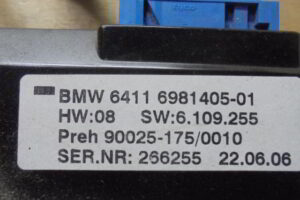 BMW 6411 6981405-01
HW:08 SW:6.109.255
Preh 90025-175/0010
SER.NR: 266255 22.06.06